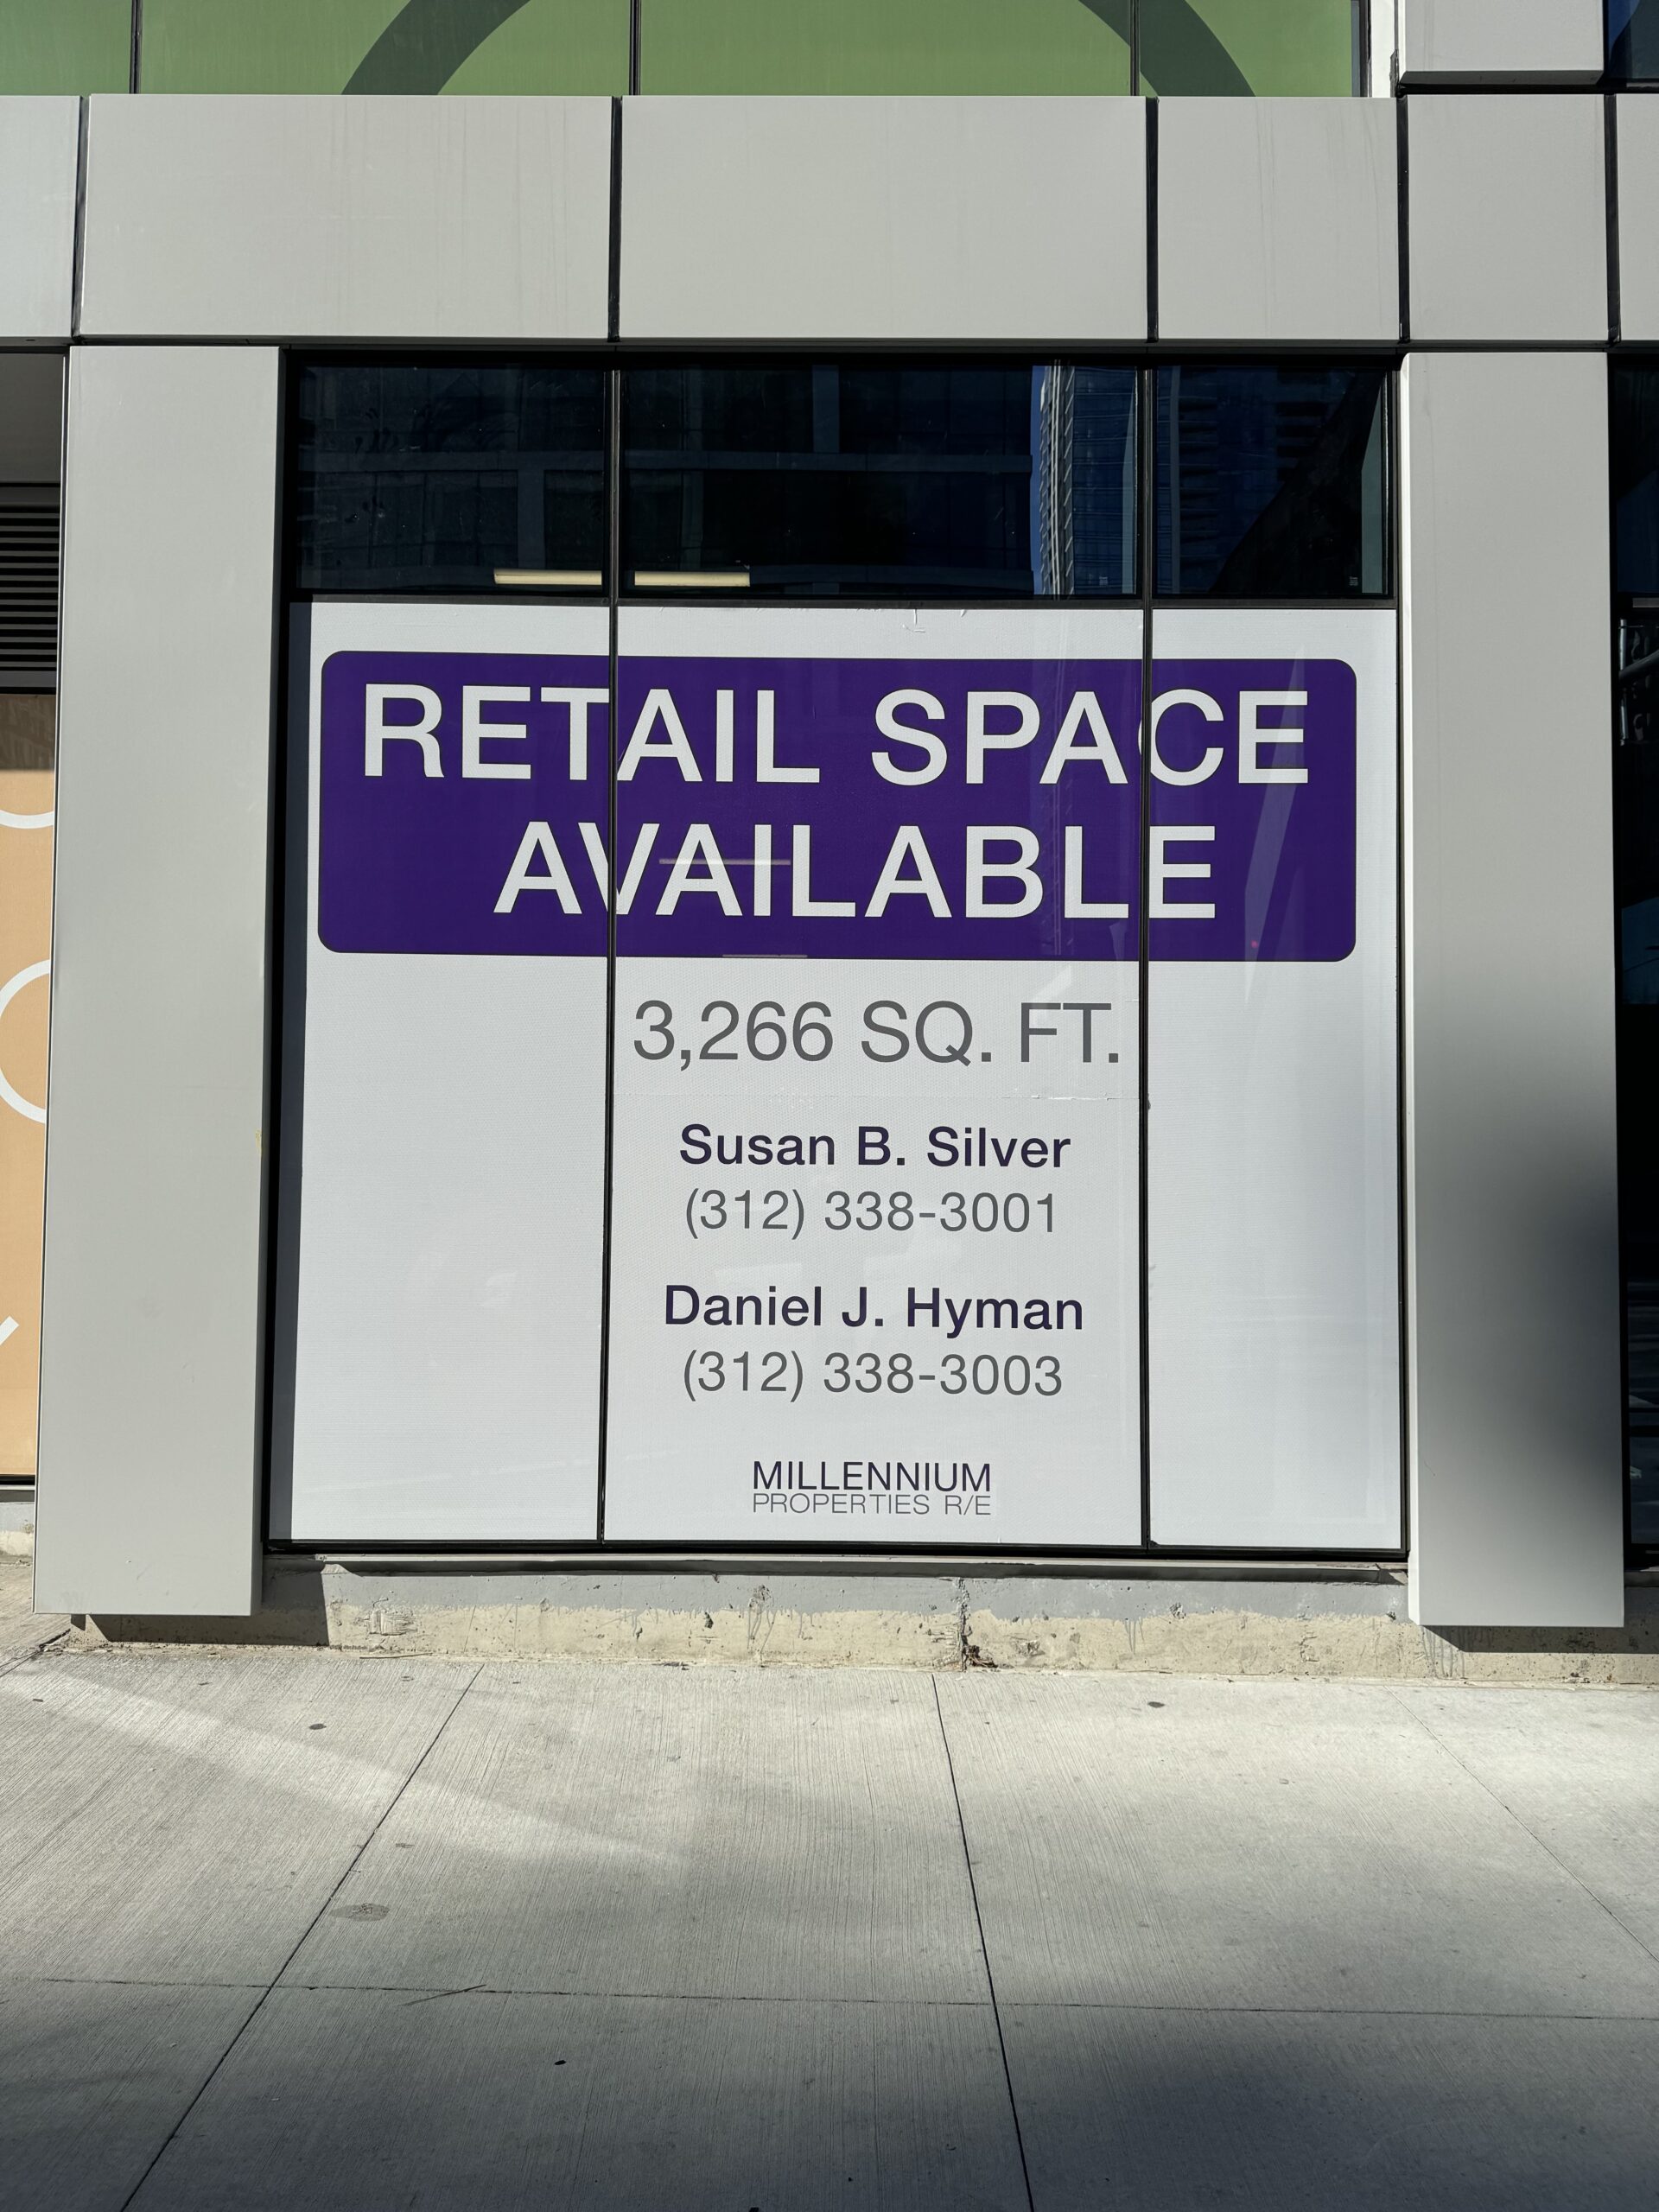 RETAIL SPACE
AVAILABLE
3,266 SQ. FT.
Susan B. Silver
(312) 338-3001
Daniel J. Hyman
(312) 338-3003
MILLENNIUM
PROPERTIES R/E